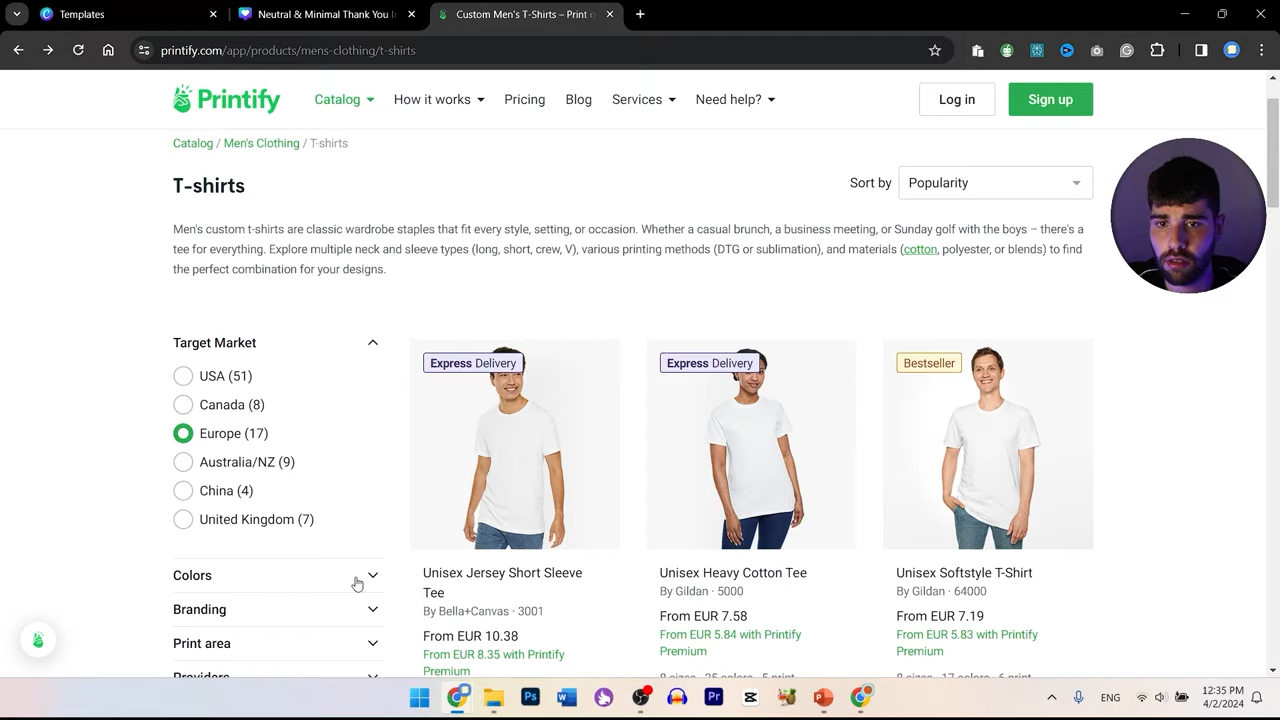 Templates
Neutral & Minimal Thank You I
Custom Men's T-Shirts – Print o
printify.com/app/products/mens-clothing/t-shirts
Printify
Catalog
How it works
Pricing
Blog
Services
Need help?
Log in
Sign up
Catalog / Men's Clothing / T-shirts
T-shirts
Sort by
Popularity
Men's custom t-shirts are classic wardrobe staples that fit every style, setting, or occasion. Whether a casual brunch, a business meeting, or Sunday golf with the boys – there's a
tee for everything. Explore multiple neck and sleeve types (long, short, crew, V), various printing methods (DTG or sublimation), and materials (cotton, polyester, or blends) to find
the perfect combination for your designs.
Target Market
USA (51)
Canada (8)
Europe (17)
Australia/NZ (9)
China (4)
United Kingdom (7)
Colors
Branding
Print area
Providers
Express Delivery
Unisex Jersey Short Sleeve
Tee
By Bella+Canvas · 3001
From EUR 10.38
From EUR 8.35 with Printify
Premium
Express Delivery
Unisex Heavy Cotton Tee
By Gildan · 5000
From EUR 7.58
From EUR 5.84 with Printify
Premium
Bestseller
Unisex Softstyle T-Shirt
By Gildan · 64000
From EUR 7.19
From EUR 5.83 with Printify
Premium
ENG
12:35 PM
4/2/2024